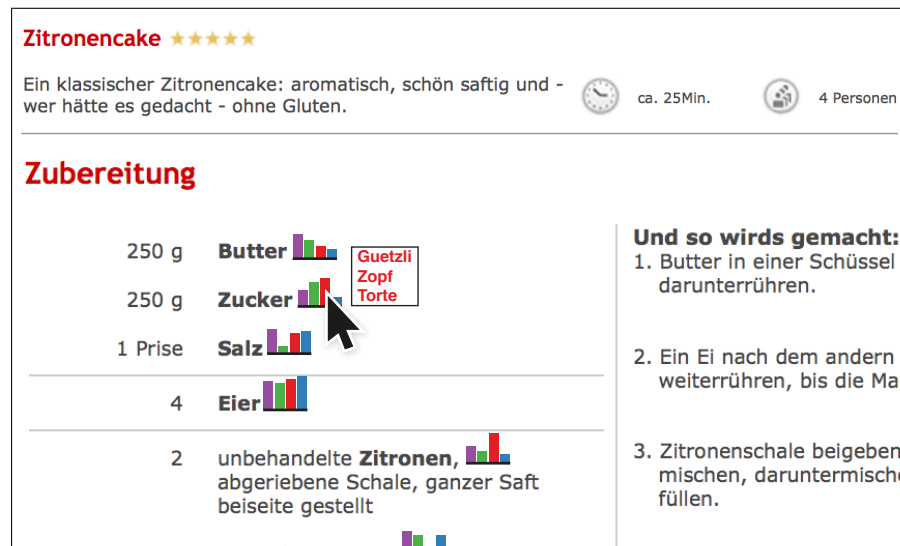 Zitronencake
Ein klassischer Zitronencake: aromatisch, schön saftig und -
wer hätte es gedacht - ohne Gluten.
ca. 25Min.
4 Personen
Zubereitung
250 g Butter
250 g Zucker
1 Prise Salz
4 Eier
2 unbehandelte Zitronen,
abgeriebene Schale, ganzer Saft
beiseite gestellt
Guetzli
Zopf
Torte
Und so wirds gemacht:
1. Butter in einer Schüssel
darunterrühren.
2. Ein Ei nach dem andern
weiterrühren, bis die Ma
3. Zitronenschale beigeben
mischen, daruntermische
füllen.